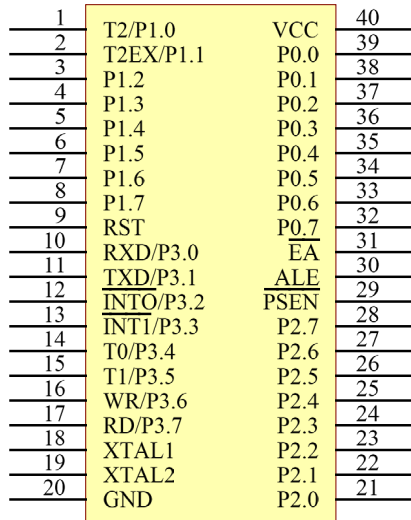 1 T2/P1.0 VCC 40
2 T2EX/P1.1 P0.0 39
3 P1.2 P0.1 38
4 P1.3 P0.2 37
5 P1.4 P0.3 36
6 P1.5 P0.4 35
7 P1.6 P0.5 34
8 P1.7 P0.6 33
9 RST P0.7 32
10 RXD/P3.0 EA 31
11 TXD/P3.1 ALE 30
12 INTO/P3.2 PSEN 29
13 INT1/P3.3 P2.7 28
14 T0/P3.4 P2.6 27
15 T1/P3.5 P2.5 26
16 WR/P3.6 P2.4 25
17 RD/P3.7 P2.3 24
18 XTAL1 P2.2 23
19 XTAL2 P2.1 22
20 GND P2.0 21